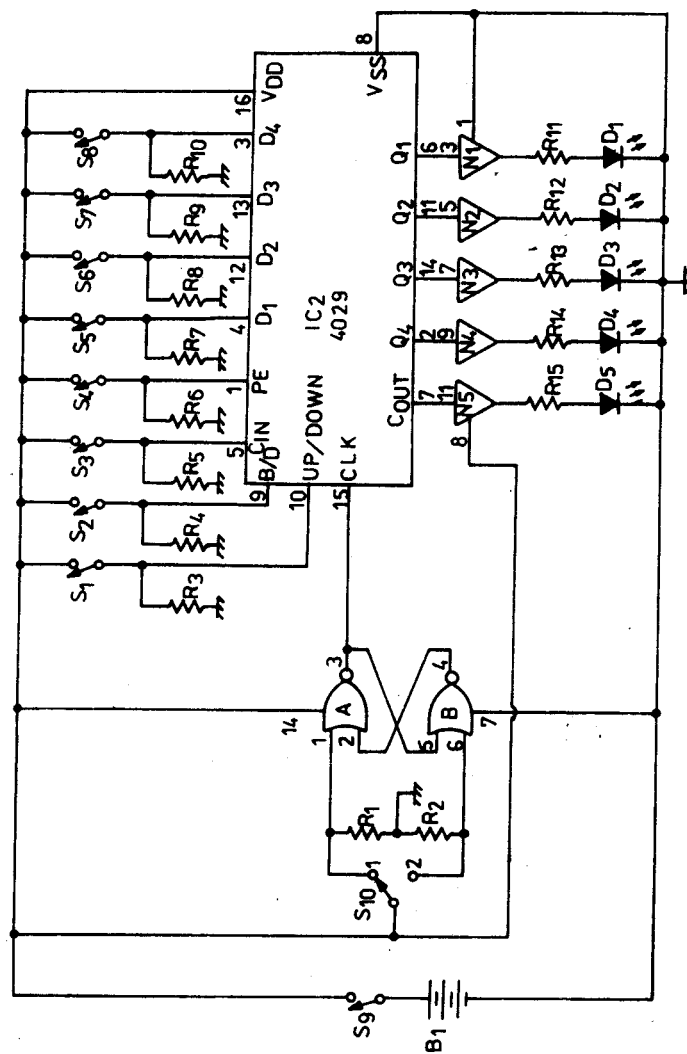 S1
S2
S3
S4
S5
S6
S7
S8
R3
R4
R5
R6
R7
R8
R9
R10
9 B/D
5 CIN
1 PE
4 D1
12 D2
13 D3
3 D4
16 VDD
10 UP/DOWN
15 CLK
IC2
4029
VSS 8
COUT
Q4
Q3
Q2
Q1
7
2
14
11
6
11
9
7
5
3
N5
N4
N3
N2
N1
8
1
R15
R14
R13
R12
R11
D5
D4
D3
D2
D1
14
1
2
A
3
5
6
B
4
7
R1
R2
S10
1
2
S9
B1